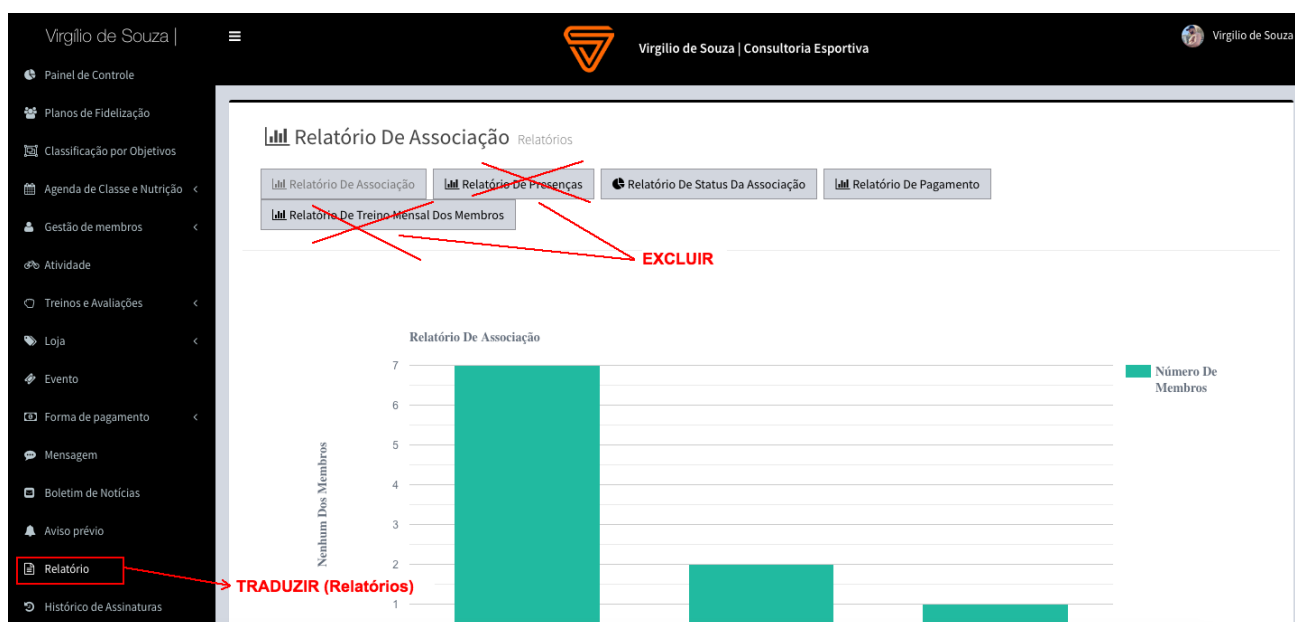 Virgílio de Souza |
Virgilio de Souza | Consultoria Esportiva
Virgilio de Souza
Painel de Controle
Planos de Fidelização
Classificação por Objetivos
Agenda de Classe e Nutrição
Gestão de membros
Atividade
Treinos e Avaliações
Loja
Evento
Forma de pagamento
Mensagem
Boletim de Notícias
Aviso prévio
Relatório
Histórico de Assinaturas
Relatório De Associação Relatórios
Relatório De Associação
Relatório De Presenças
Relatório De Status Da Associação
Relatório De Pagamento
Relatório De Treino Mensal Dos Membros
EXCLUIR
Relatório De Associação
7
6
5
4
3
2
1
Nenhum Dos Membros
Número De
Membros
TRADUZIR (Relatórios)